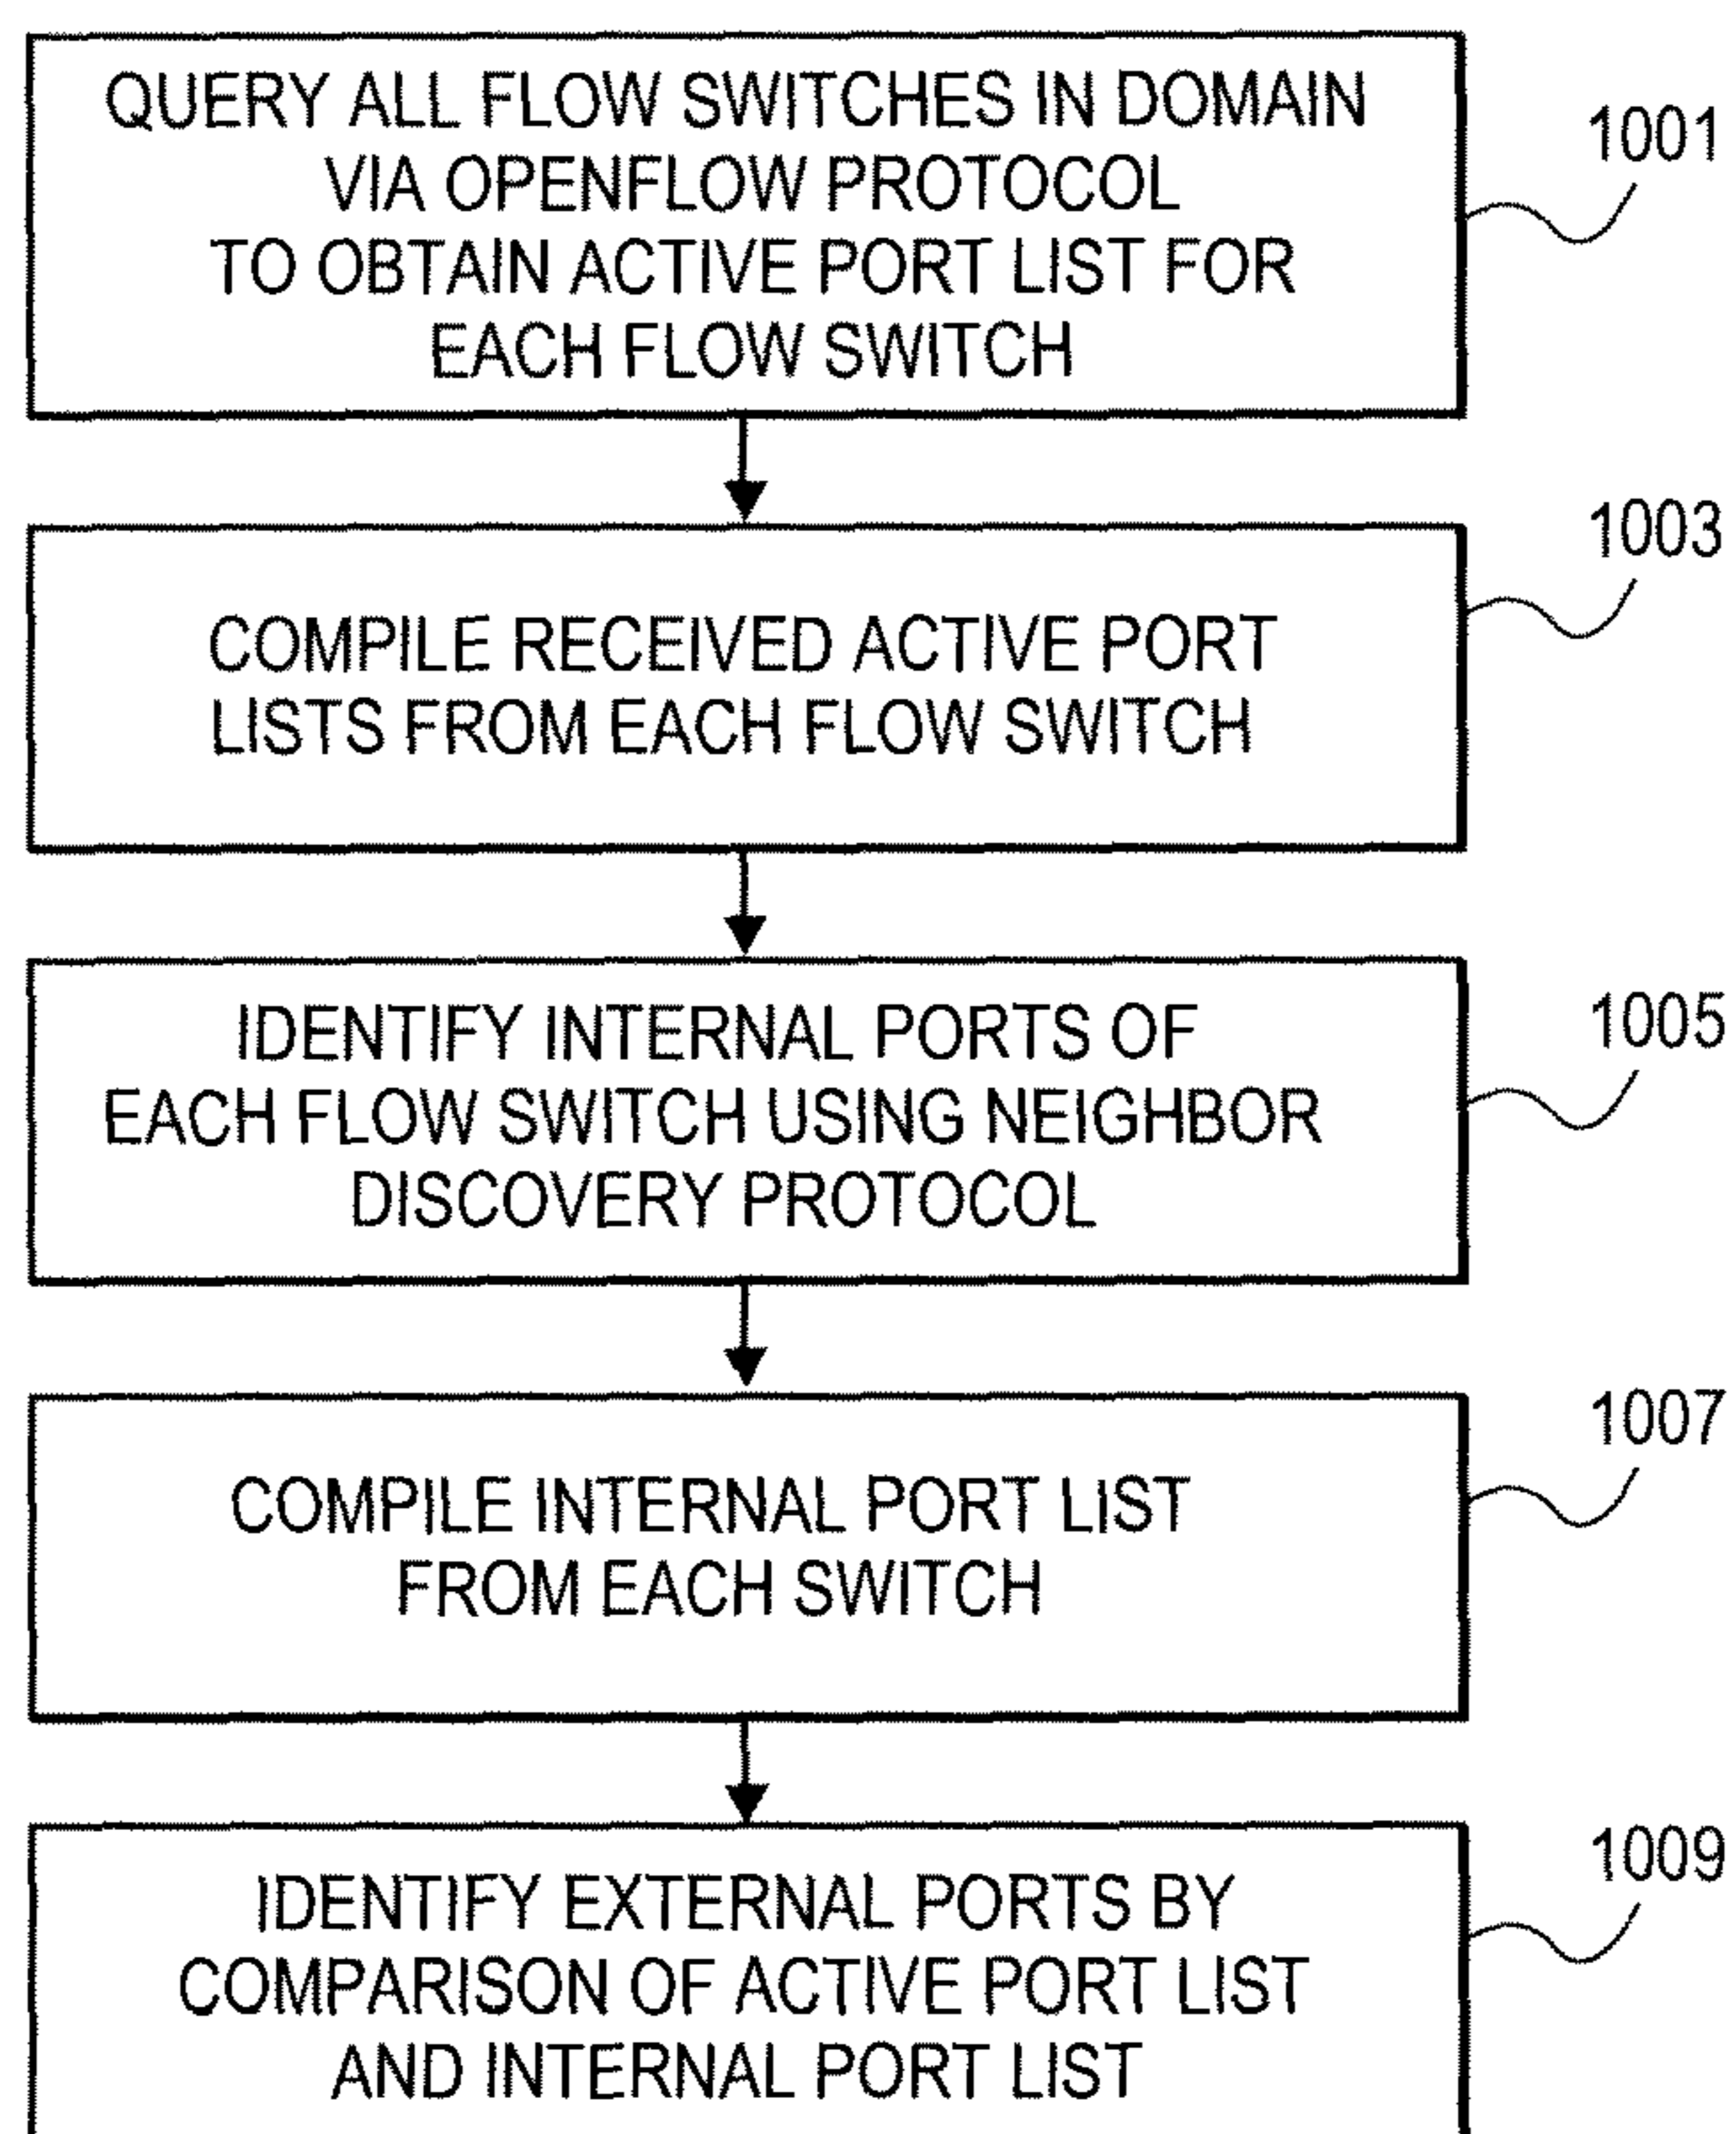 QUERY ALL FLOW SWITCHES IN DOMAIN
VIA OPENFLOW PROTOCOL
TO OBTAIN ACTIVE PORT LIST FOR
EACH FLOW SWITCH
1001
COMPILE RECEIVED ACTIVE PORT
LISTS FROM EACH FLOW SWITCH
1003
IDENTIFY INTERNAL PORTS OF
EACH FLOW SWITCH USING NEIGHBOR
DISCOVERY PROTOCOL
1005
COMPILE INTERNAL PORT LIST
FROM EACH SWITCH
1007
IDENTIFY EXTERNAL PORTS BY
COMPARISON OF ACTIVE PORT LIST
AND INTERNAL PORT LIST
1009